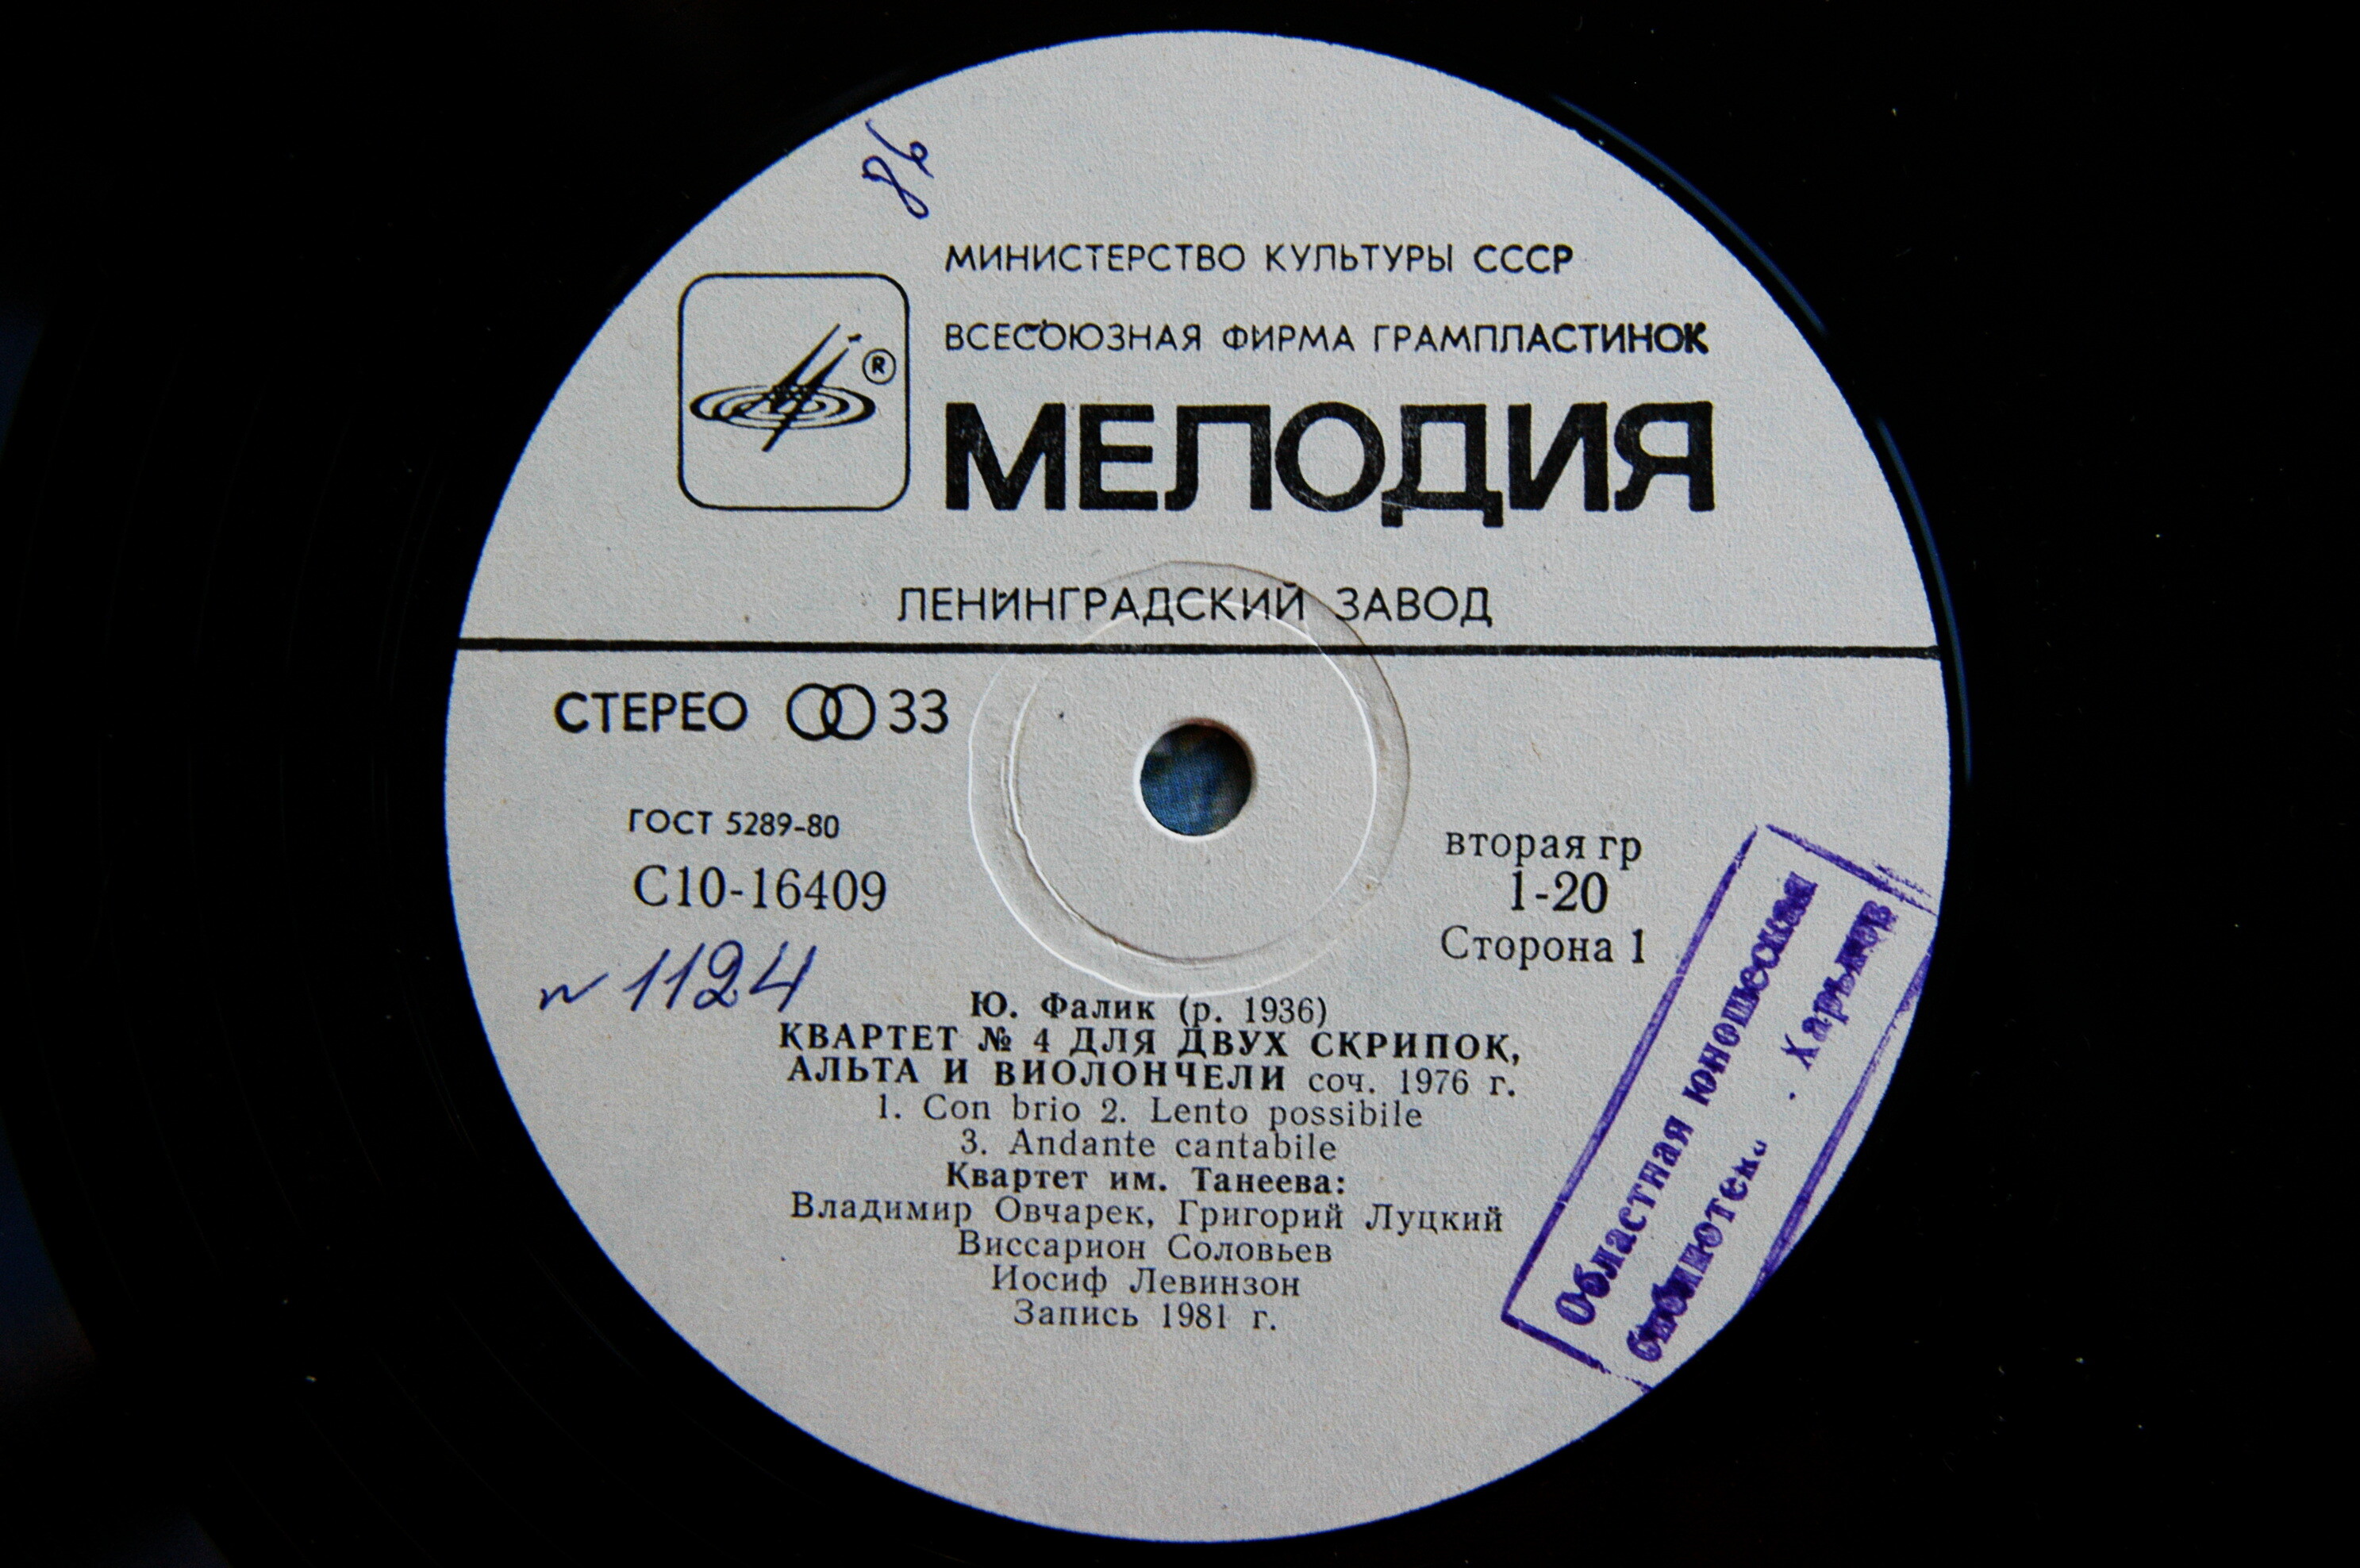 МИНИСТЕРСТВО КУЛЬТУРЫ СССР
ВСЕСОЮЗНАЯ ФИРМА ГРАМПЛАСТИНОК
®
МЕЛОДИЯ
ЛЕНИНГРАДСКИЙ ЗАВОД
СТЕРЕО 33
ГОСТ 5289-80
С10-16409
вторая гр
1-20
Сторона 1
№ 1124
Ю. Фалик (р. 1936)
КВАРТЕТ № 4 ДЛЯ ДВУХ СКРИПОК,
АЛЬТА И ВИОЛОНЧЕЛИ соч. 1976 г.
1. Con brio 2. Lento possibile
3. Andante cantabile
Квартет им. Танеева:
Владимир Овчарек, Григорий Луцкий
Виссарион Соловьев
Иосиф Левинзон
Запись 1981 г.
Областная юношеская
Харьков